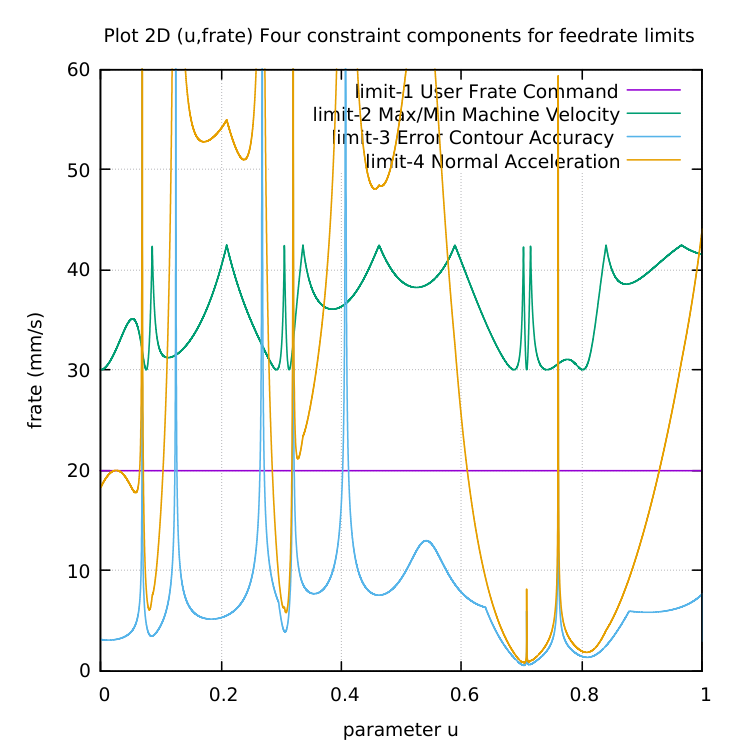 Plot 2D (u,frate) Four constraint components for feedrate limits
60
limit-1 User Frate Command
limit-2 Max/Min Machine Velocity
limit-3 Error Contour Accuracy
limit-4 Normal Acceleration
50
40
frate (mm/s)
30
20
10
0
0 0.2 0.4 0.6 0.8 1
parameter u